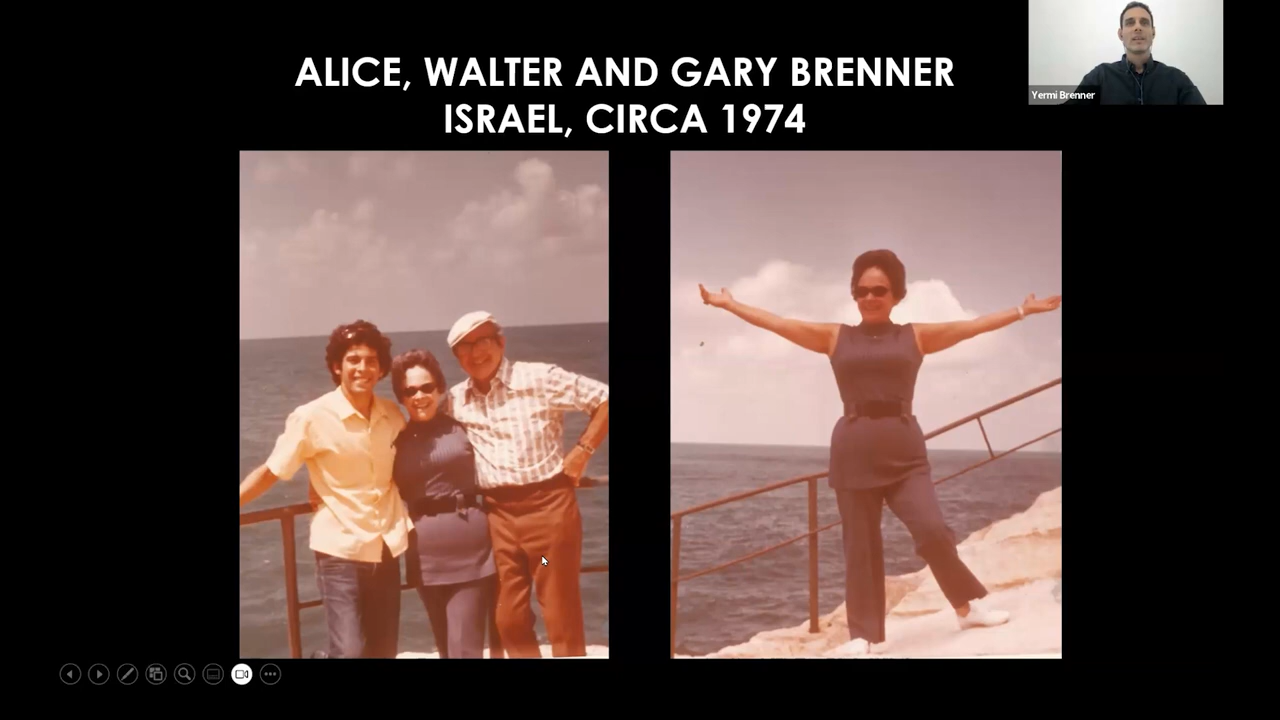 ALICE, WALTER AND GARY BRENNER
ISRAEL, CIRCA 1974
Yermi Brenner